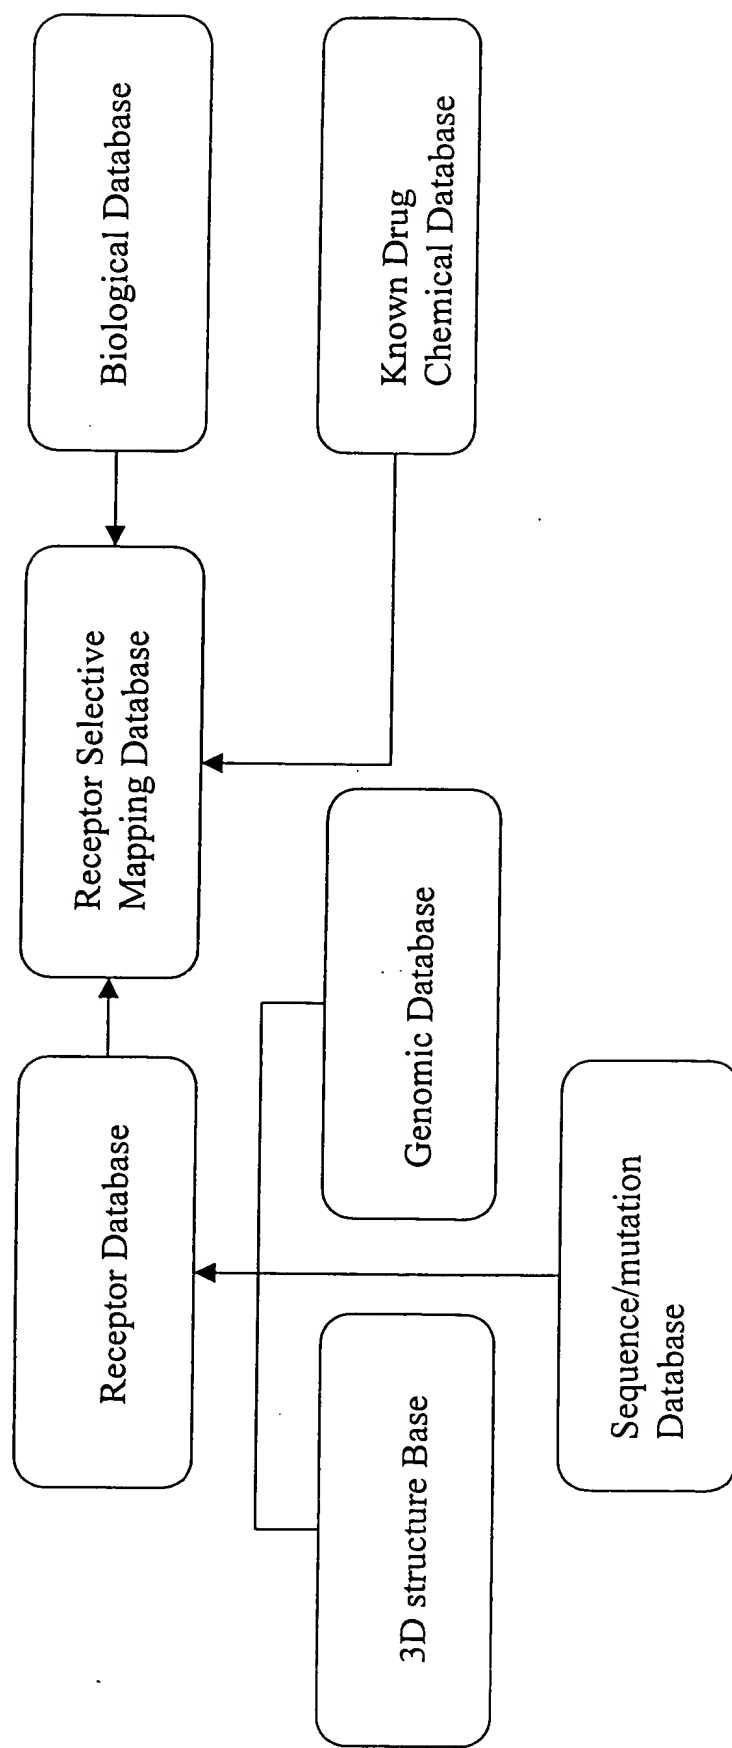 Receptor Database
Receptor Selective
Mapping Database
Biological Database
3D structure Base
Genomic Database
Known Drug
Chemical Database
Sequence/mutation
Database